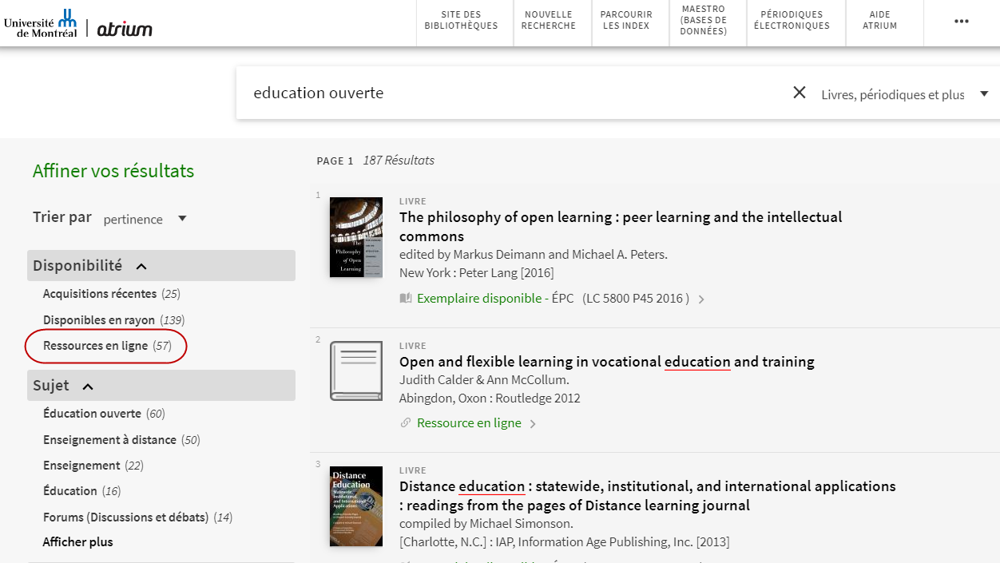 Université
de Montréal
atrium
SITE DES
BIBLIOTHÈQUES
NOUVELLE
RECHERCHE
PARCOURIR
LES INDEX
MAESTRO
(BASES DE
DONNÉES)
PÉRIODIQUES
ÉLECTRONIQUES
AIDE
ATRIUM
education ouverte
Livres, périodiques et plus
Affiner vos résultats
Trier par pertinence
Disponibilité
Acquisitions récentes (25)
Disponibles en rayon (139)
Ressources en ligne (57)
Sujet
Éducation ouverte (60)
Enseignement à distance (50)
Enseignement (22)
Éducation (16)
Forums (Discussions et débats) (14)
Afficher plus
PAGE 1 187 Résultats
1
The
Philosophy
of Open
Learning
LIVRE
The philosophy of open learning : peer learning and the intellectual
commons
edited by Markus Deimann and Michael A. Peters.
New York : Peter Lang [2016]
Exemplaire disponible - ÉPC (LC 5800 P45 2016 )
2
LIVRE
Open and flexible learning in vocational education and training
Judith Calder & Ann McCollum.
Abingdon, Oxon : Routledge 2012
Ressource en ligne
3
Distance
Education
Statewide,
Institutional,
and International
Applications
LIVRE
Distance education : statewide, institutional, and international applications
: readings from the pages of Distance learning journal
compiled by Michael Simonson.
[Charlotte, N.C.] : IAP, Information Age Publishing, Inc. [2013]